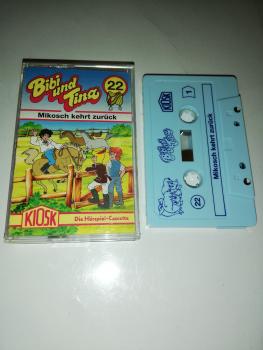 Bibi und
Tina
22
Mikosch kehrt zurück
KIOSK
Die Hörspiel-Cassette
KIOSK
1
Mikosch kehrt zurück
22